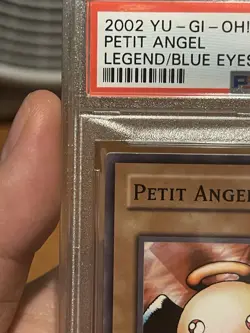 2002 YU-GI-OH!
PETIT ANGEL
LEGEND/BLUE EYES
PETIT ANGEL